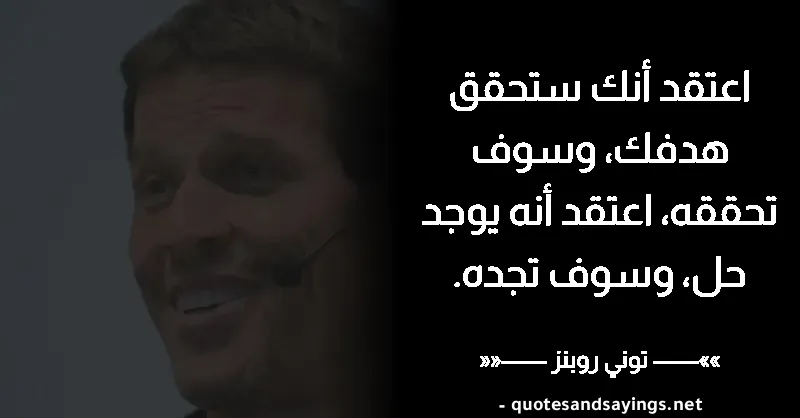 اعتقد أنك ستحقق
هدفك، وسوف
تحققه، اعتقد أنه يوجد
حل، وسوف تجده.
»»—— توني روبنز ——««
- quotesandsayings.net